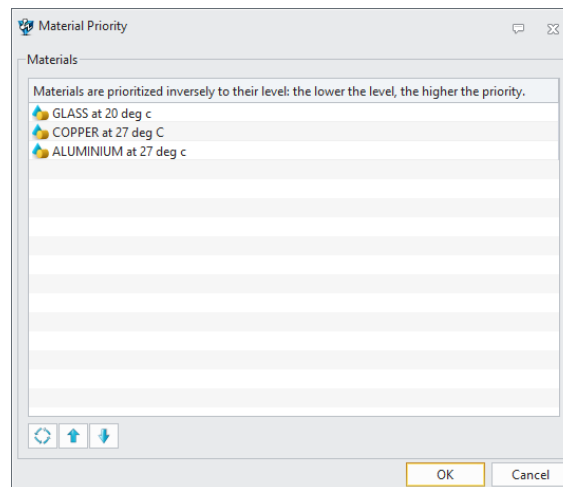 Material Priority
Materials
Materials are prioritized inversely to their level: the lower the level, the higher the priority.
GLASS at 20 deg c
COPPER at 27 deg C
ALUMINIUM at 27 deg c
OK
Cancel